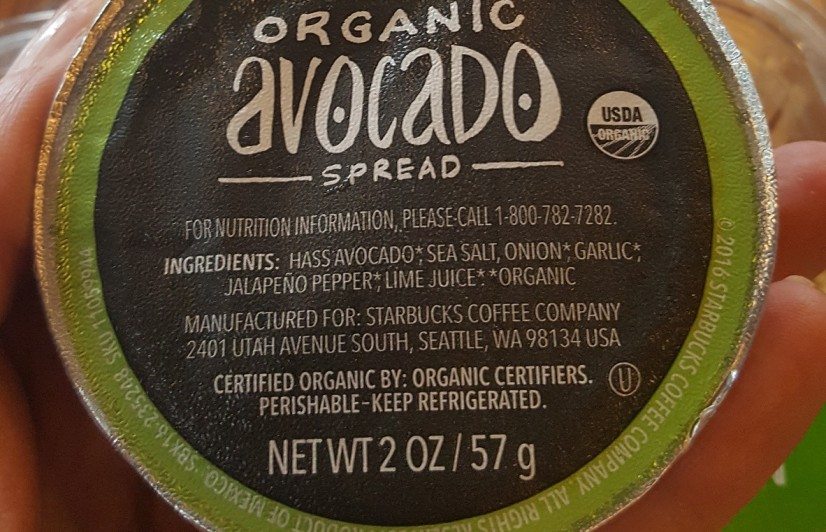 ORGANIC
avocado
SPREAD
USDA
ORGANIC
FOR NUTRITION INFORMATION, PLEASE CALL 1-800-782-7282.
INGREDIENTS: HASS AVOCADO*, SEA SALT, ONION*, GARLIC*,
JALAPEÑO PEPPER*, LIME JUICE*. *ORGANIC
MANUFACTURED FOR: STARBUCKS COFFEE COMPANY
2401 UTAH AVENUE SOUTH, SEATTLE, WA 98134 USA
CERTIFIED ORGANIC BY: ORGANIC CERTIFIERS. U
PERISHABLE-KEEP REFRIGERATED.
NET WT 2 OZ / 57 g
© 2016 STARBUCKS COFFEE COMPANY. ALL RIGHTS
PRODUCT OF MEXICO. SBX16-235248 SKU